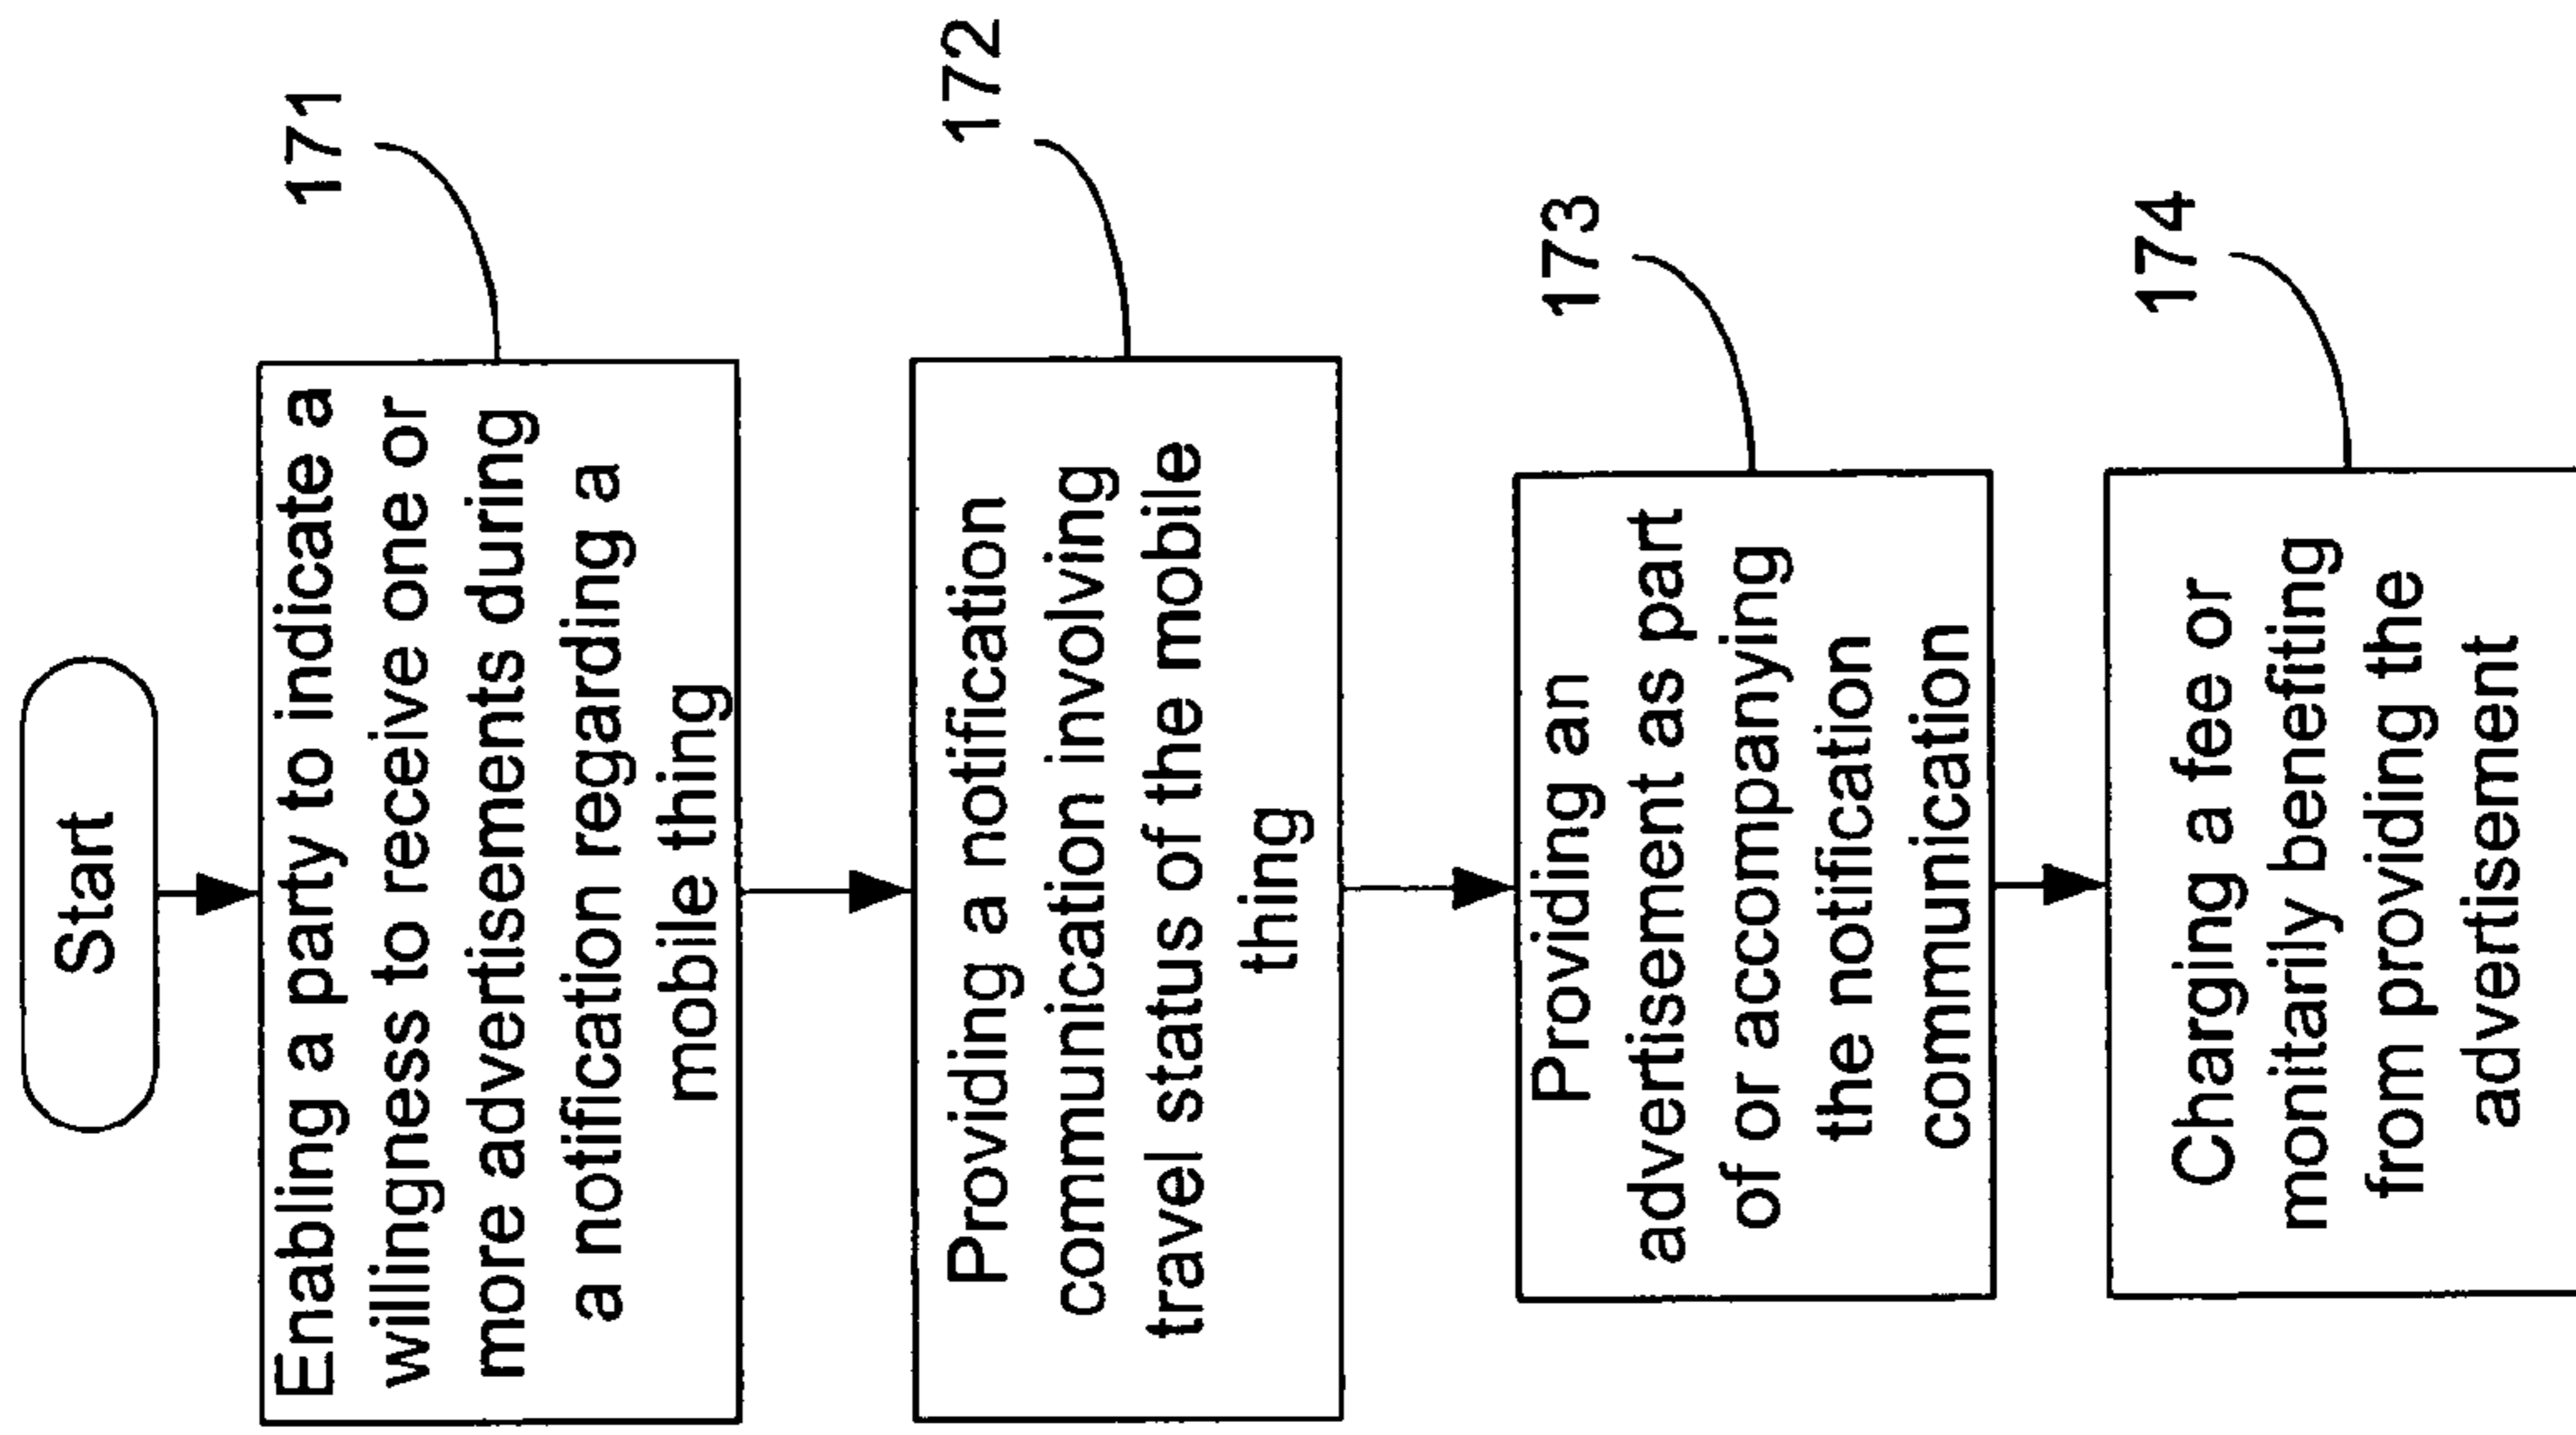 Start
Enabling a party to indicate a
willingness to receive one or
more advertisements during
a notification regarding a
mobile thing
171
Providing a notification
communication involving
travel status of the mobile
thing
172
Providing an
advertisement as part
of or accompanying
the notification
communication
173
Charging a fee or
monitarily benefiting
from providing the
advertisement
174